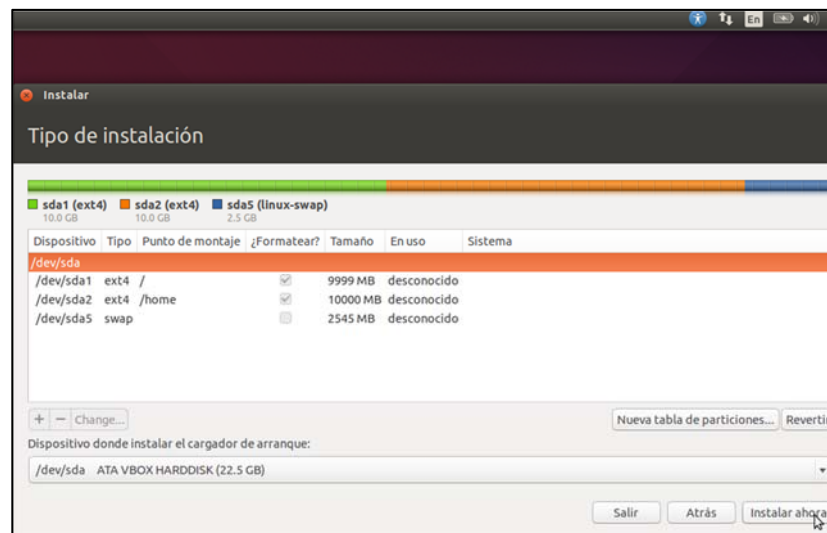 En
Instalar
Tipo de instalación
sda1 (ext4) sda2 (ext4) sda5 (linux-swap)
10.0 GB 10.0 GB 2.5 GB
Dispositivo Tipo Punto de montaje ¿Formatear? Tamaño En uso Sistema
/dev/sda
/dev/sda1 ext4 / 9999 MB desconocido
/dev/sda2 ext4 /home 10000 MB desconocido
/dev/sda5 swap 2545 MB desconocido
+ − Change... Nueva tabla de particiones... Reverti
Dispositivo donde instalar el cargador de arranque:
/dev/sda ATA VBOX HARDDISK (22.5 GB)
Salir Atrás Instalar ahora